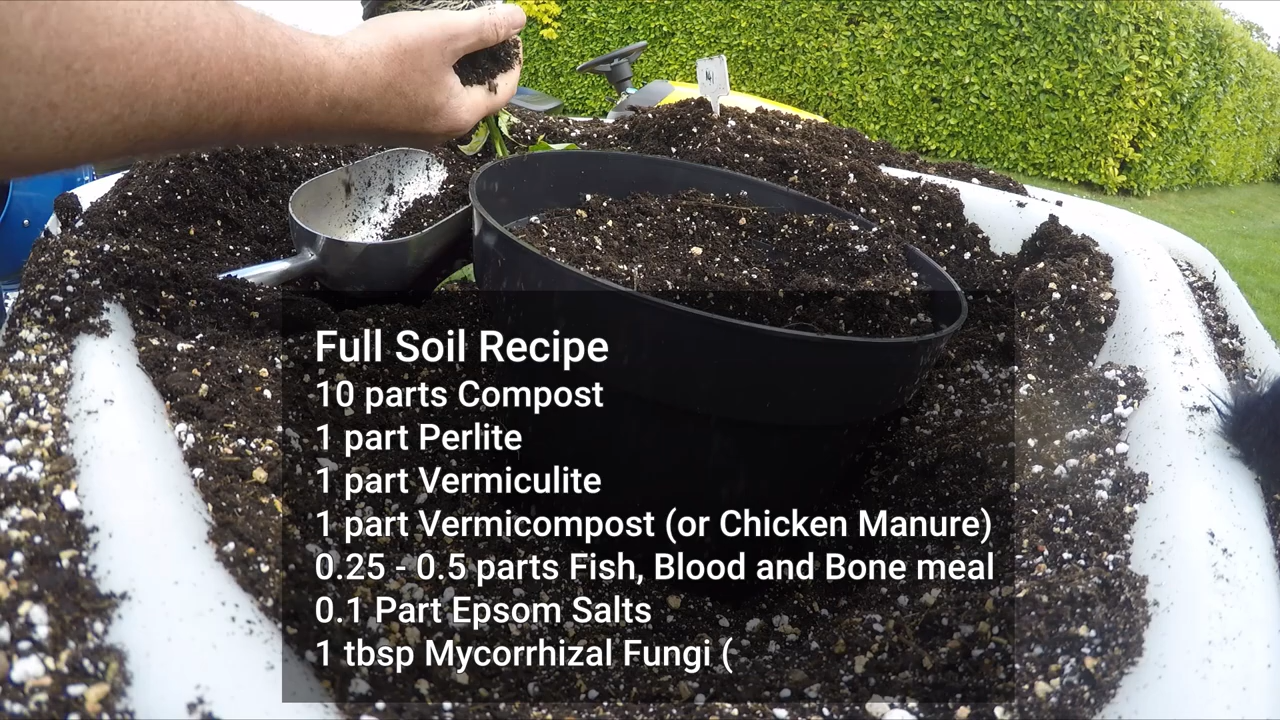 Full Soil Recipe
10 parts Compost
1 part Perlite
1 part Vermiculite
1 part Vermicompost (or Chicken Manure)
0.25 - 0.5 parts Fish, Blood and Bone meal
0.1 Part Epsom Salts
1 tbsp Mycorrhizal Fungi (